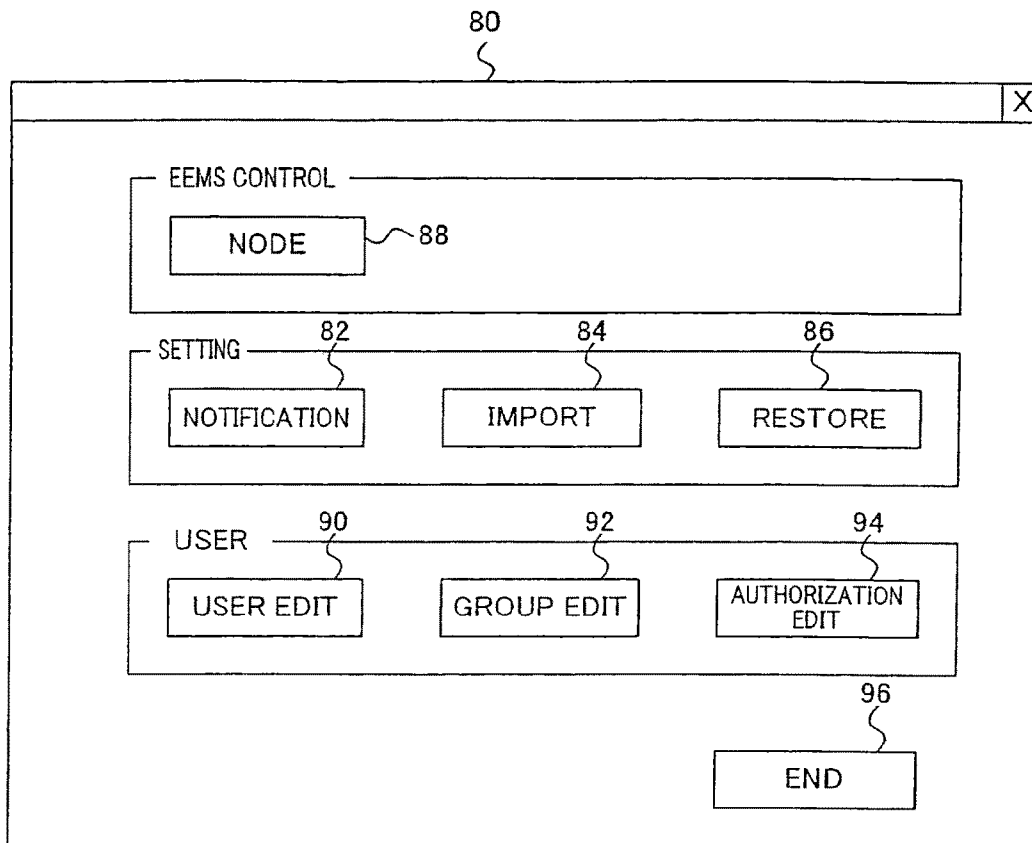 80
X
EEMS CONTROL
NODE 88
82 84 86
SETTING
NOTIFICATION IMPORT RESTORE
90 92 94
USER
USER EDIT GROUP EDIT AUTHORIZATION
EDIT
96
END